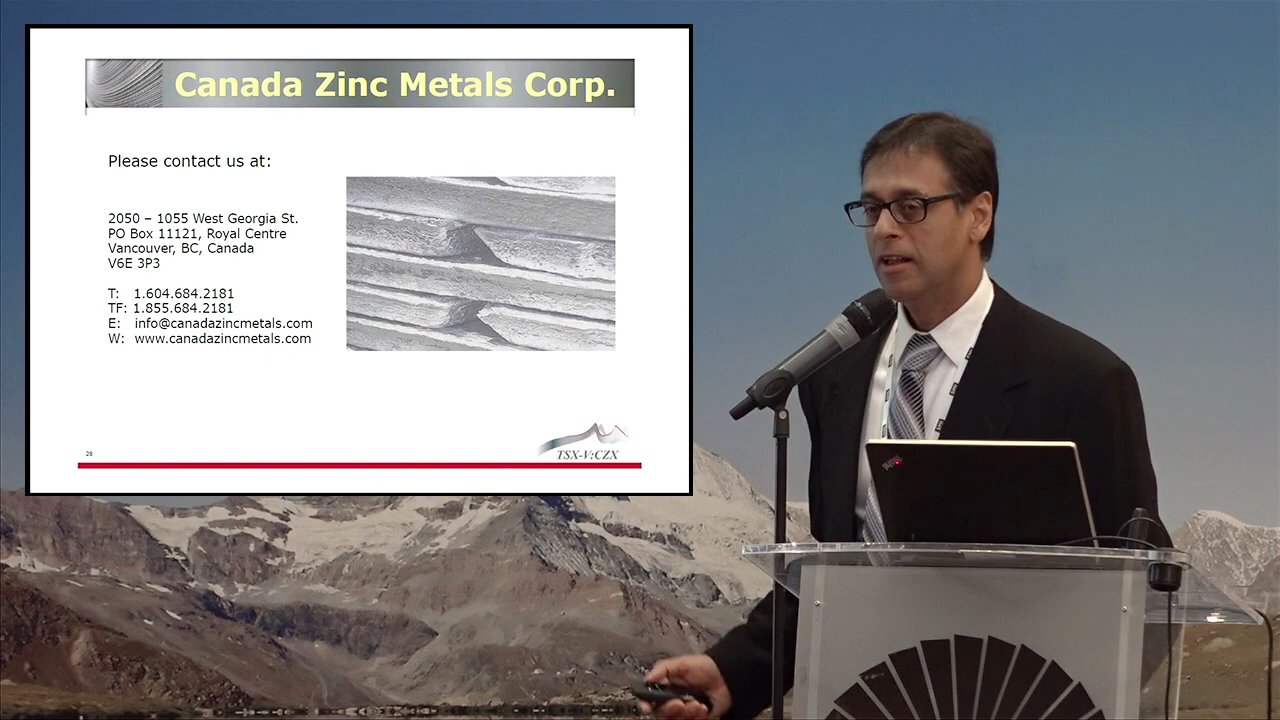 Canada Zinc Metals Corp.
Please contact us at:
2050 – 1055 West Georgia St.
PO Box 11121, Royal Centre
Vancouver, BC, Canada
V6E 3P3
T: 1.604.684.2181
TF: 1.855.684.2181
E: info@canadazincmetals.com
W: www.canadazincmetals.com
28
TSX-V:CZX